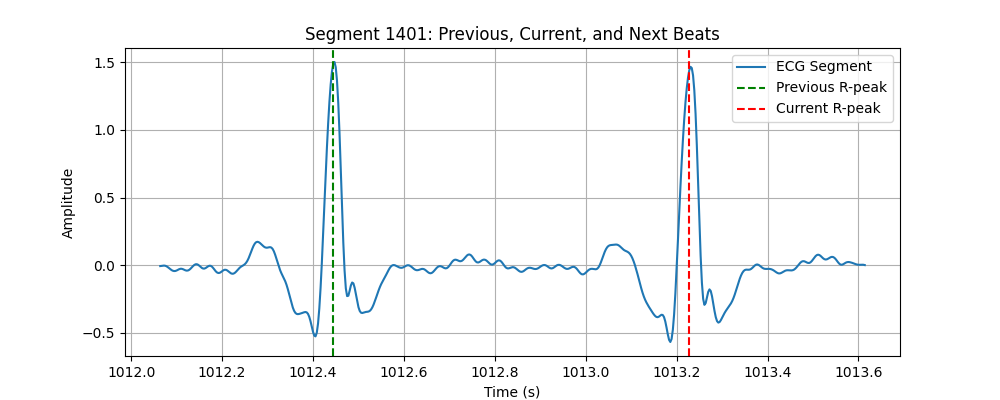 Segment 1401: Previous, Current, and Next Beats
ECG Segment
Previous R-peak
Current R-peak
Amplitude
1.5
1.0
0.5
0.0
−0.5
1012.0 1012.2 1012.4 1012.6 1012.8 1013.0 1013.2 1013.4 1013.6
Time (s)